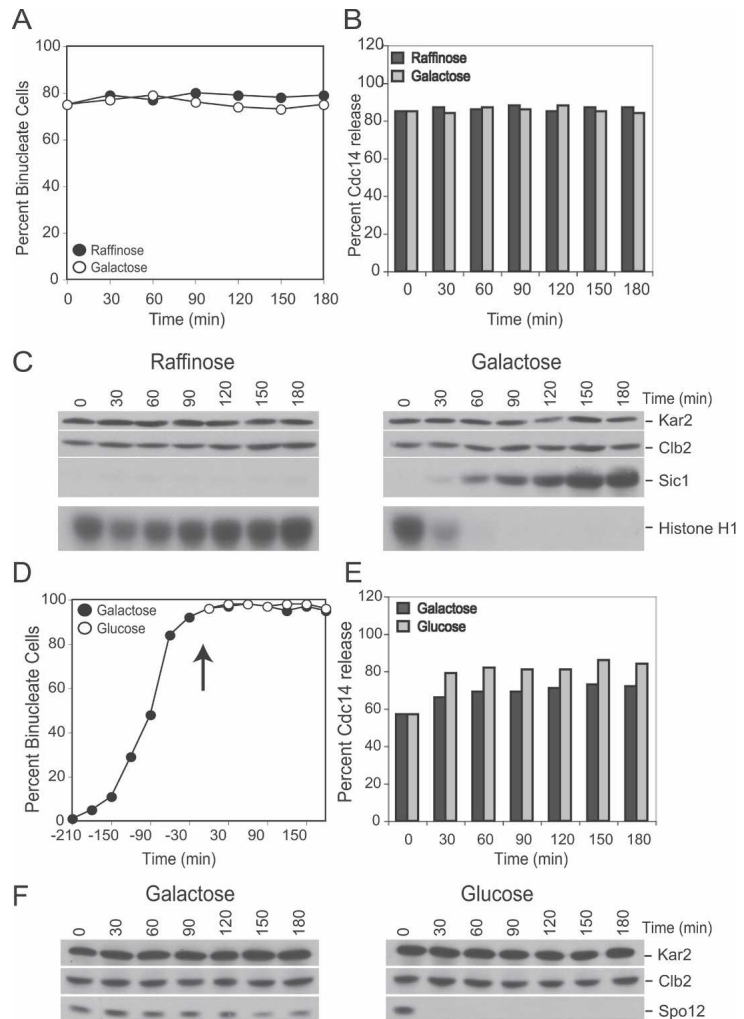 A
B
100
80
60
40
20
0
Percent Binucleate Cells
Raffinose
Galactose
0 30 60 90 120 150 180
Time (min)
120
100
80
60
40
20
0
Percent Cdc14 release
Raffinose
Galactose
0 30 60 90 120 150 180
Time (min)
C
Raffinose
Galactose
0 30 60 90 120 150 180
0 30 60 90 120 150 180
Time (min)
– Kar2
– Clb2
– Sic1
– Histone H1
D
E
100
80
60
40
20
0
Percent Binucleate Cells
Galactose
Glucose
-210 -150 -90 -30 30 90 150
Time (min)
120
100
80
60
40
20
0
Percent Cdc14 release
Galactose
Glucose
0 30 60 90 120 150 180
Time (min)
F
Galactose
Glucose
0 30 60 90 120 150 180
0 30 60 90 120 150 180
Time (min)
– Kar2
– Clb2
– Spo12